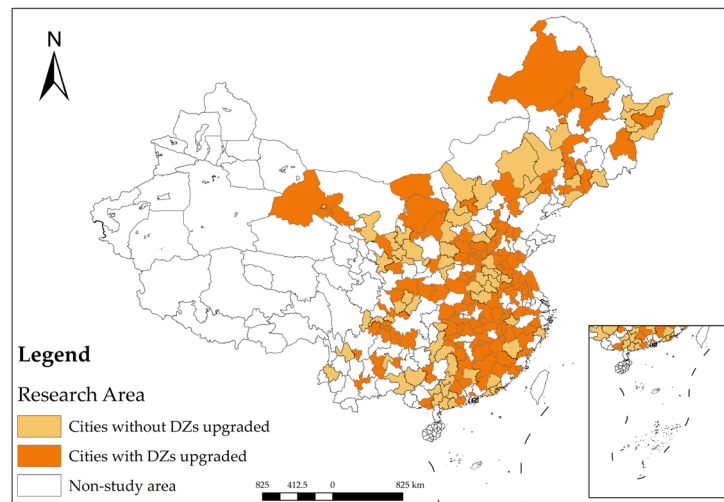 N
Legend
Research Area
Cities without DZs upgraded
Cities with DZs upgraded
Non-study area
825 412.5 0 825 km